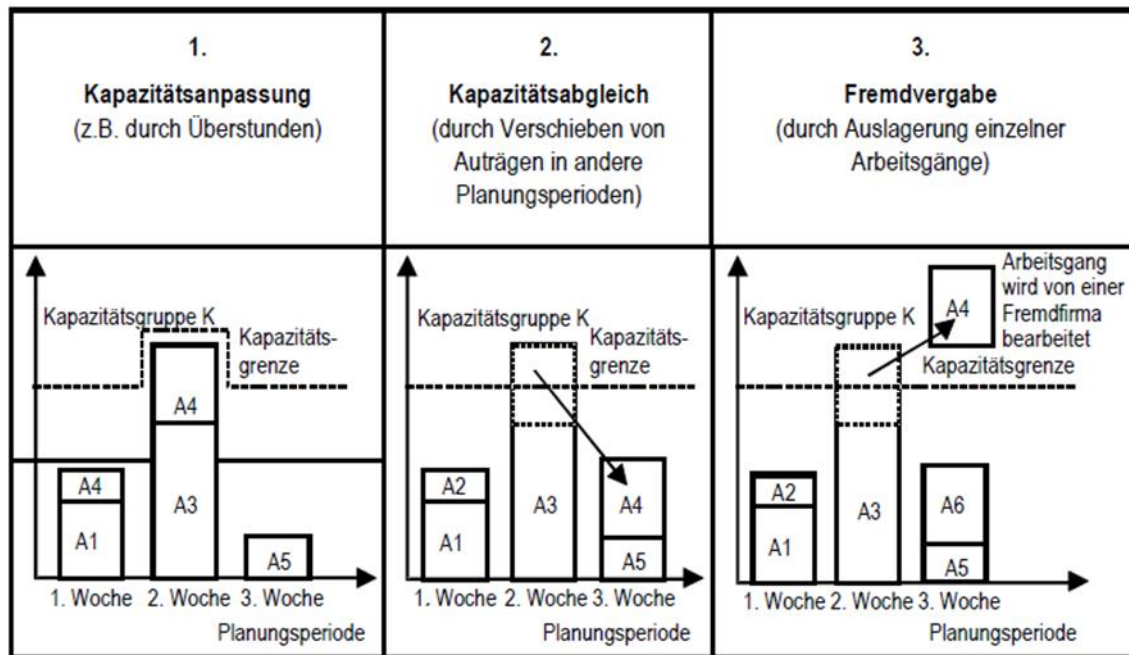 1.
Kapazitätsanpassung
(z.B. durch Überstunden)
2.
Kapazitätsabgleich
(durch Verschieben von
Auträgen in andere
Planungsperioden)
3.
Fremdvergabe
(durch Auslagerung einzelner
Arbeitsgänge)
Kapazitätsgruppe K
Kapazitäts-
grenze
A4
A4
A3
A1
A5
1. Woche 2. Woche 3. Woche
Planungsperiode
Kapazitätsgruppe K
Kapazitäts-
grenze
A2
A3
A4
A1
A5
1. Woche 2. Woche 3. Woche
Planungsperiode
Arbeitsgang
wird von einer
Fremdfirma
bearbeitet
A4
Kapazitätsgruppe K
Kapazitätsgrenze
A2
A3
A6
A1
A5
1. Woche 2. Woche 3. Woche
Planungsperiode